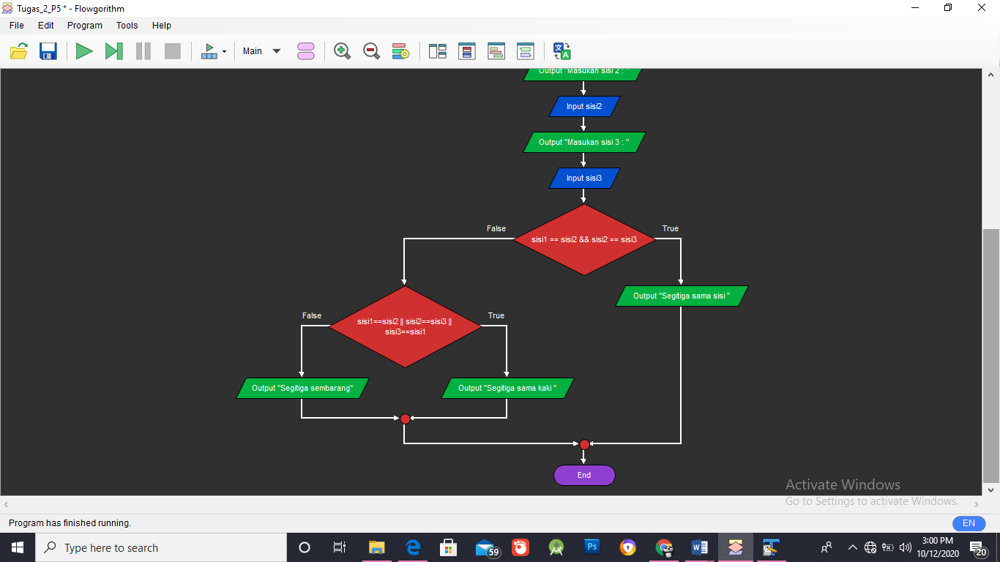 Tugas_2_P5 * - Flowgorithm
File Edit Program Tools Help
Main
Output "Masukan sisi 2 : "
Input sisi2
Output "Masukan sisi 3 : "
Input sisi3
False
True
sisi1 == sisi2 && sisi2 == sisi3
Output "Segitiga sama sisi "
False
True
sisi1==sisi2 || sisi2==sisi3 ||
sisi3==sisi1
Output "Segitiga sembarang"
Output "Segitiga sama kaki "
End
Activate Windows
Go to Settings to activate Windows.
Program has finished running.
EN
Type here to search
59
Ps
3:00 PM
10/12/2020
20